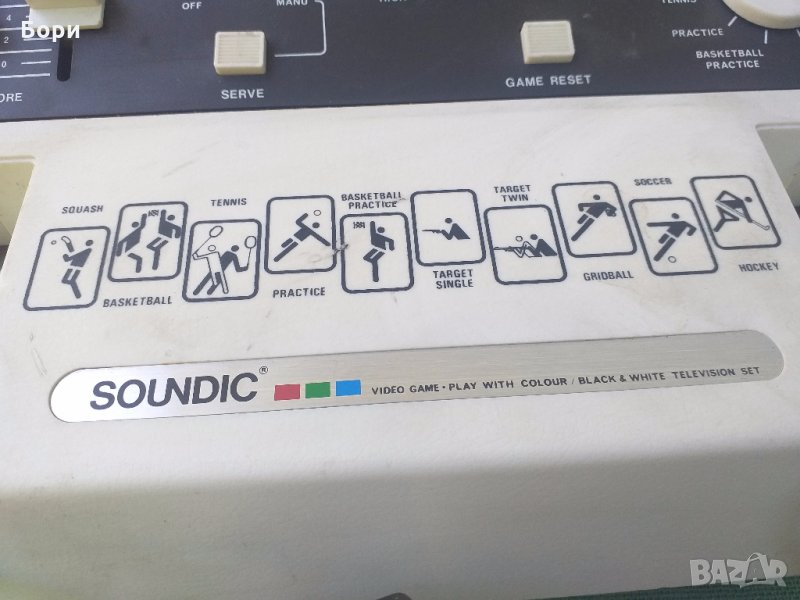 Бори
OFF
MANU
4
2
0
ORE
SERVE
GAME RESET
TENNIS
PRACTICE
BASKETBALL
PRACTICE
SQUASH
BASKETBALL
TENNIS
PRACTICE
BASKETBALL
PRACTICE
TARGET
SINGLE
TARGET
TWIN
GRIDBALL
SOCCER
HOCKEY
SOUNDIC®
VIDEO GAME • PLAY WITH COLOUR / BLACK & WHITE TELEVISION SET
BAZAR